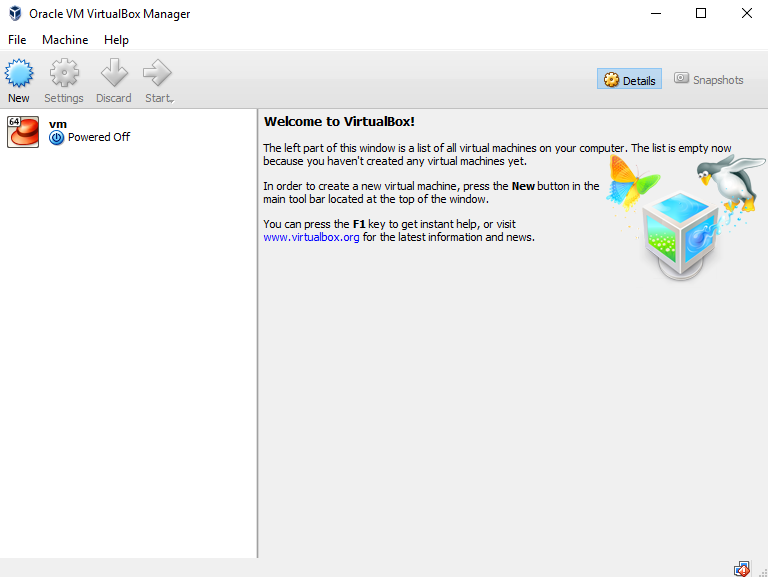 Oracle VM VirtualBox Manager
File Machine Help
New Settings Discard Start
Details Snapshots
64
vm
Powered Off
Welcome to VirtualBox!
The left part of this window is a list of all virtual machines on your computer. The list is empty now
because you haven't created any virtual machines yet.
In order to create a new virtual machine, press the New button in the
main tool bar located at the top of the window.
You can press the F1 key to get instant help, or visit
www.virtualbox.org for the latest information and news.